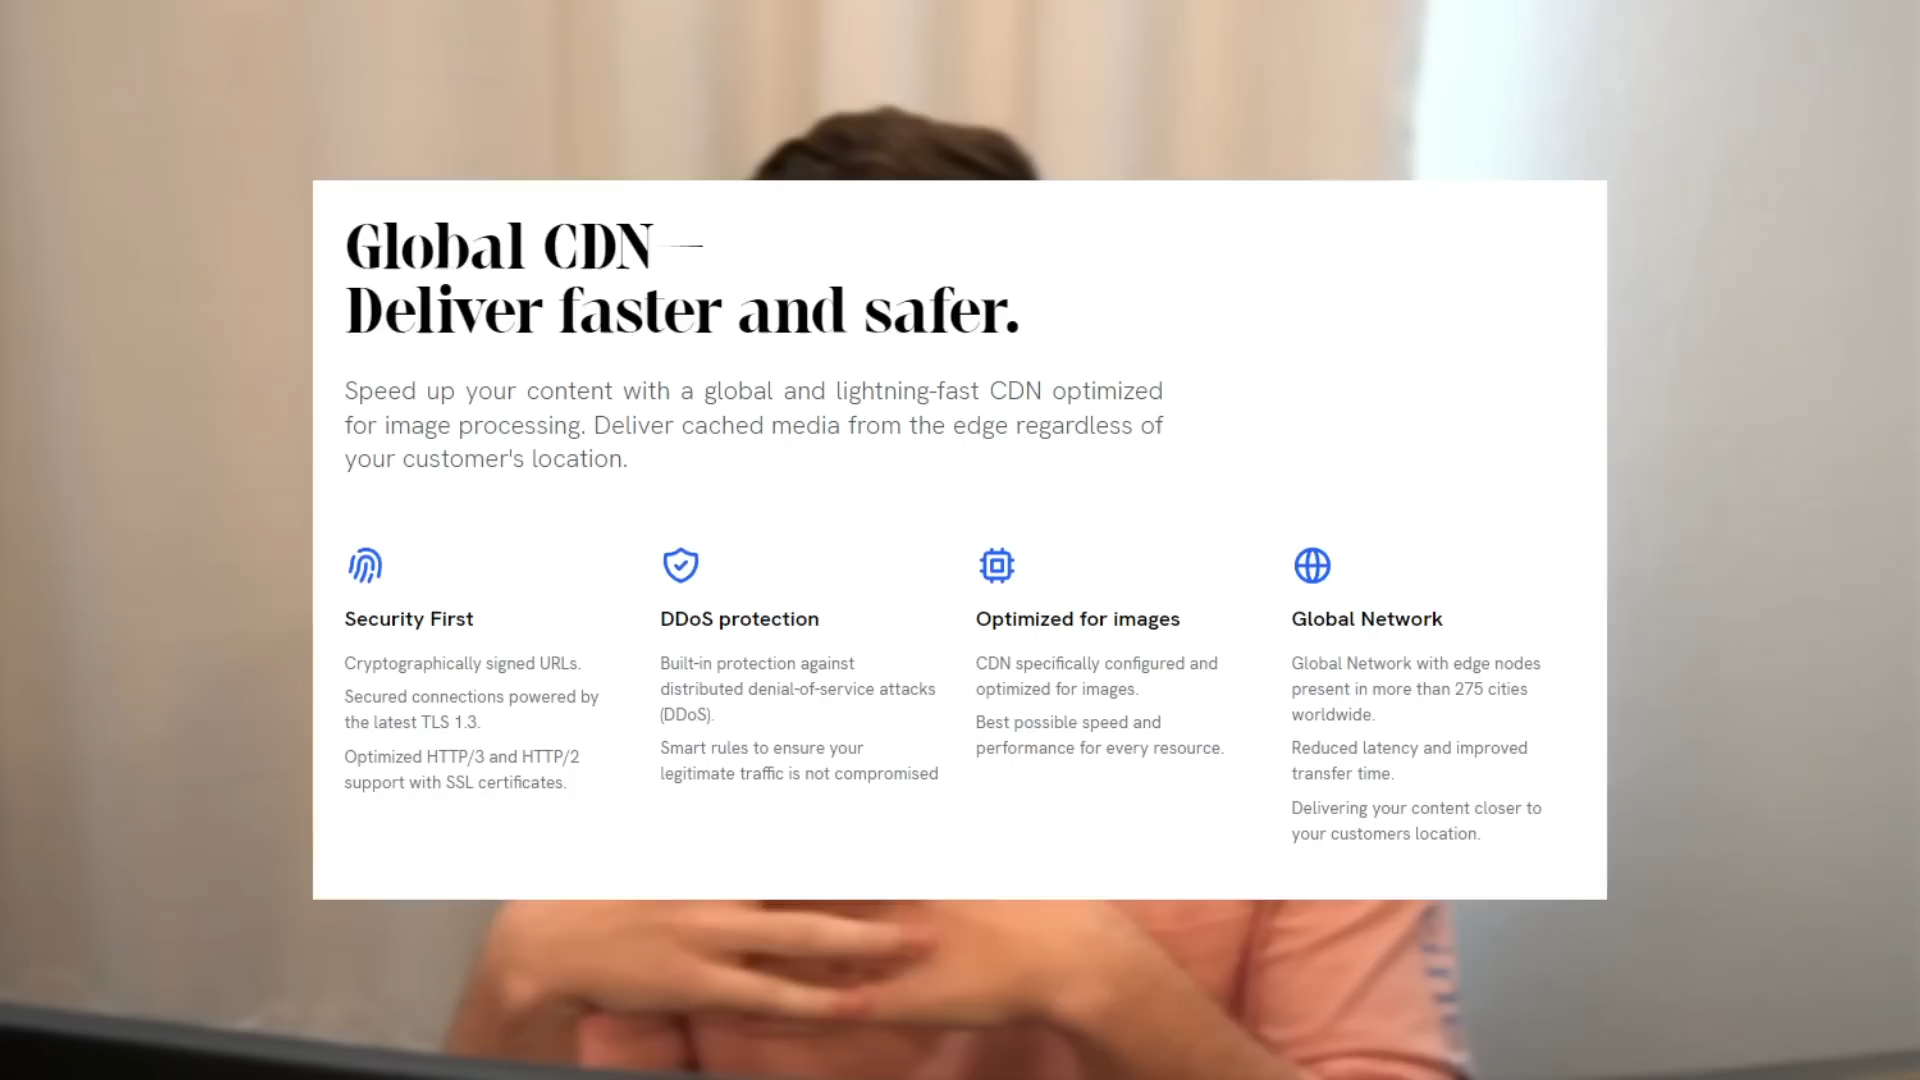 Global CDN—
Deliver faster and safer.
Speed up your content with a global and lightning-fast CDN optimized
for image processing. Deliver cached media from the edge regardless of
your customer's location.
Security First
Cryptographically signed URLs.
Secured connections powered by
the latest TLS 1.3.
Optimized HTTP/3 and HTTP/2
support with SSL certificates.
DDoS protection
Built-in protection against
distributed denial-of-service attacks
(DDoS).
Smart rules to ensure your
legitimate traffic is not compromised
Optimized for images
CDN specifically configured and
optimized for images.
Best possible speed and
performance for every resource.
Global Network
Global Network with edge nodes
present in more than 275 cities
worldwide.
Reduced latency and improved
transfer time.
Delivering your content closer to
your customers location.